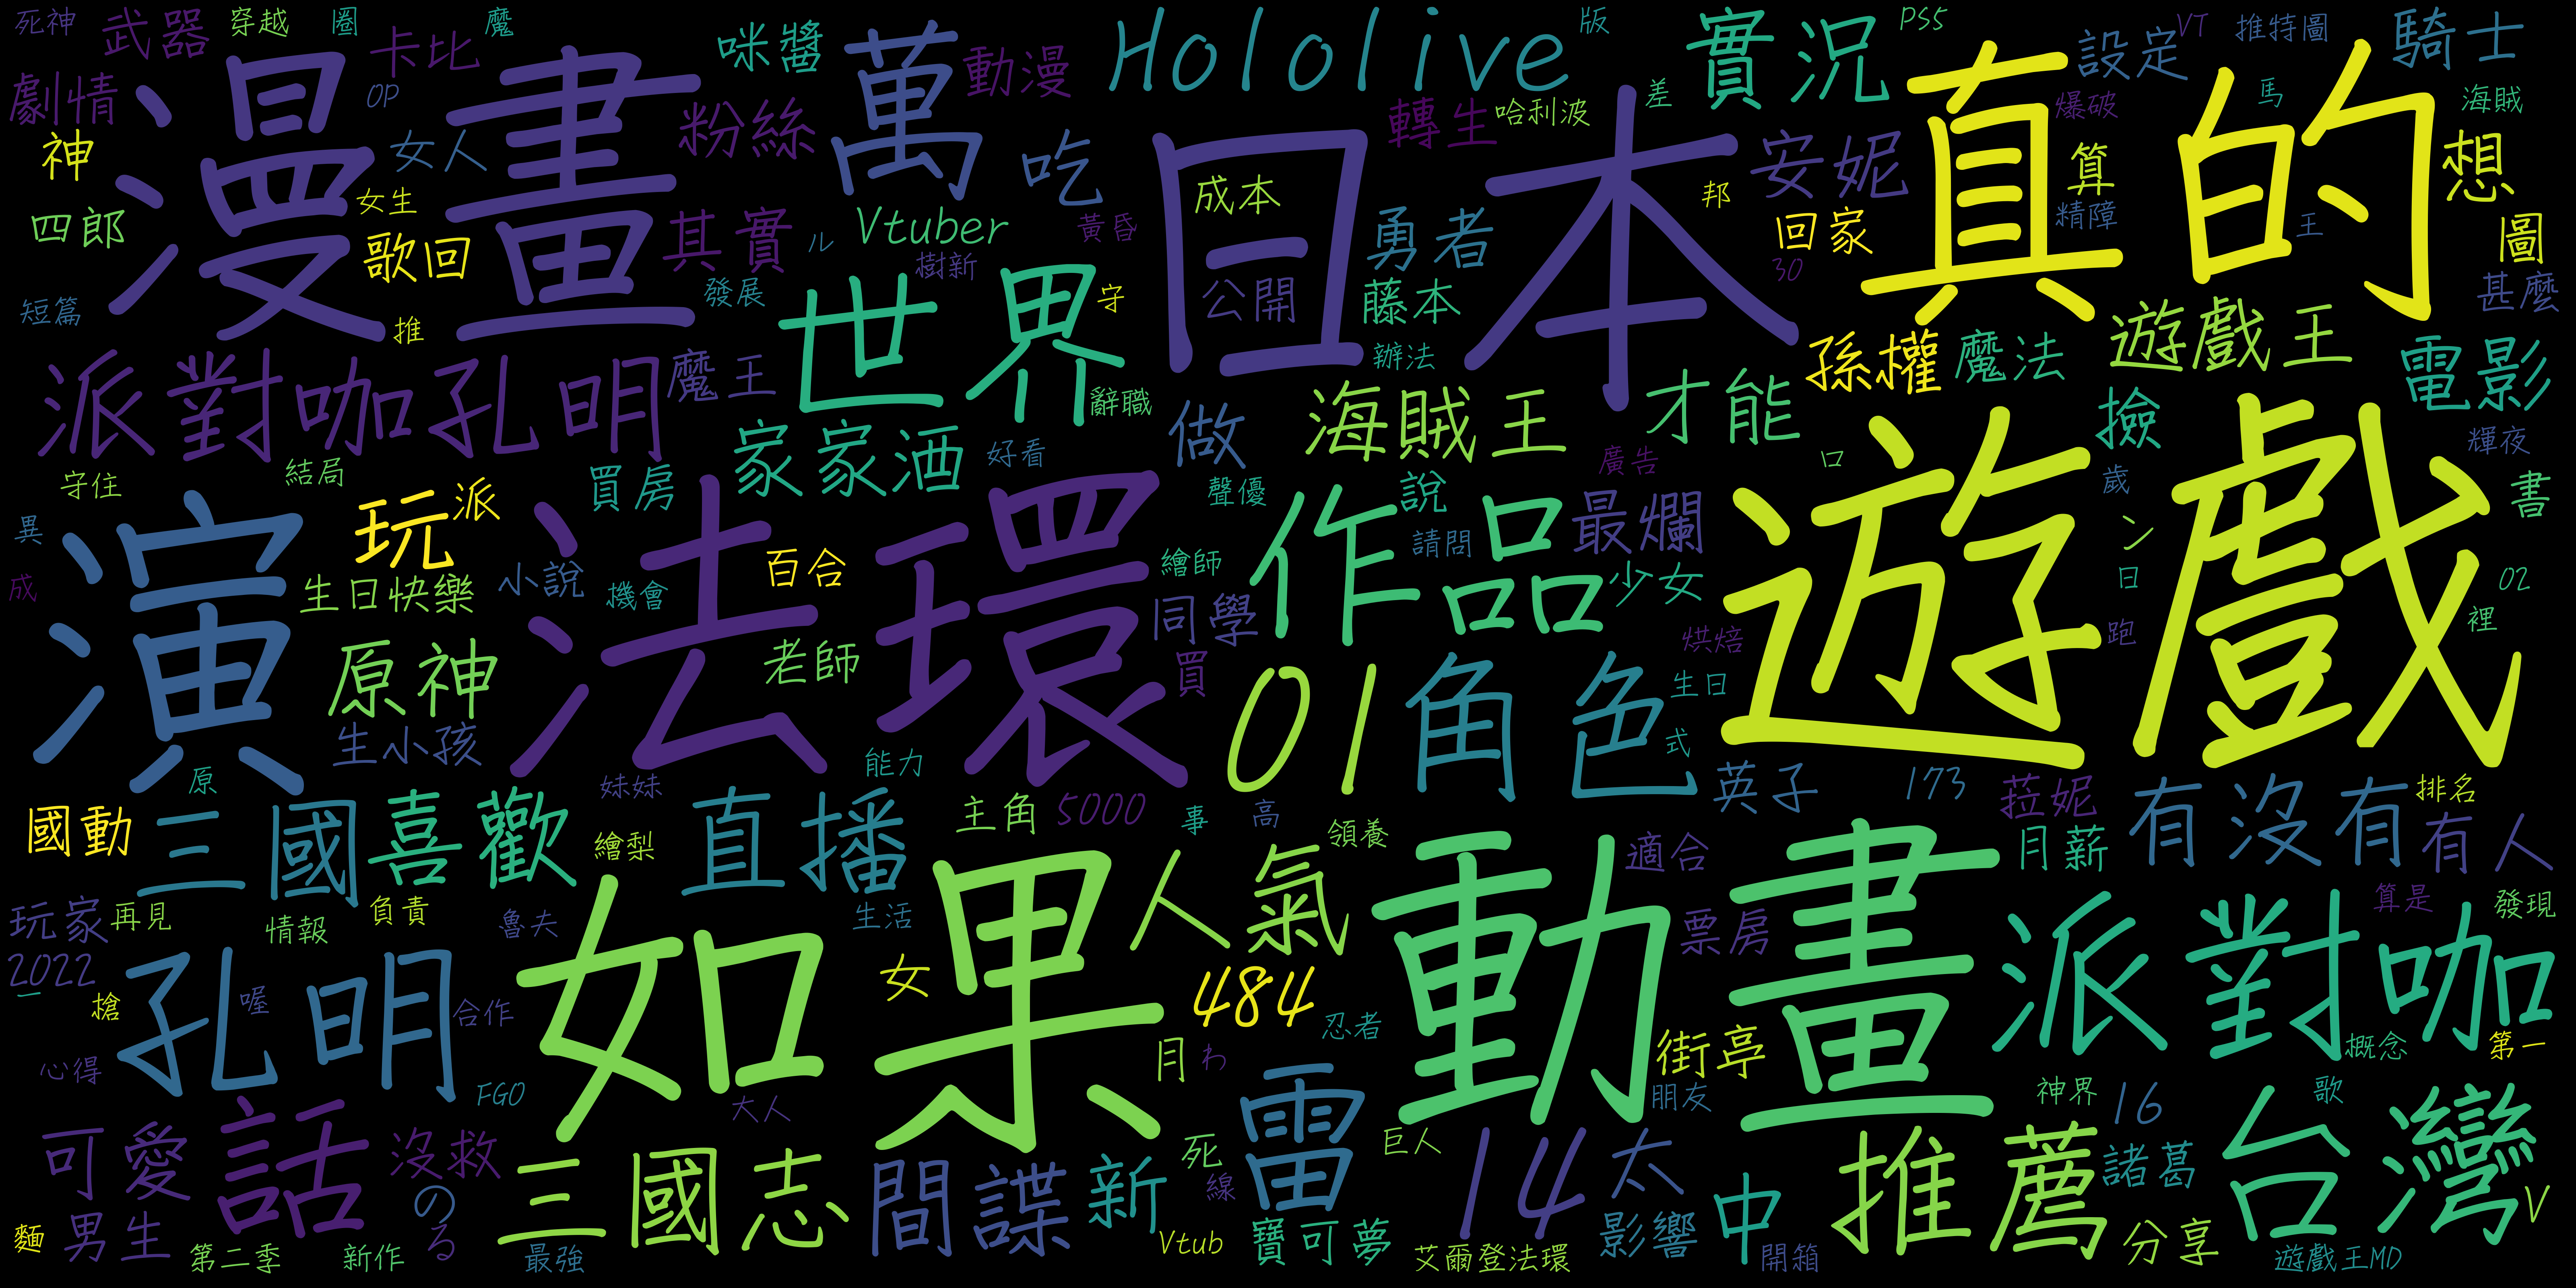 死神 武器 穿越 圈 魔 卡比 咪醬 萬 動漫 Hololive 版 實況 PS5 設定 VT 推特圖 騎士
劇情 漫畫 OP 粉絲 轉生 哈利波 差 真的 爆破 馬 海賊
神 女人 吃 日本 安妮 算 想
四郎 女生 歌回 其實 ル Vtuber 黃昏 成本 勇者 邦 回家 精障 王 圖
短篇 推 發展 樹新 世界 守 公開 藤本 30 遊戲王 甚麼
派對咖孔明 魔王 辭職 辦法 海賊王 才能 孫權 魔法 撿 電影
守住 結局 買房 家家酒 好看 做 聲優 說 廣告 口 遊戲 歲 輝夜 書
異 演 玩 派 法環 百合 繪師 作品 請問 最爛 ン
成 生日快樂 小說 機會 同學 少女 日 02
原神 老師 買 01 角色 烘焙 生日 跑 裡
生小孩 能力 式
原 妹妹 英子 173 菈妮 排名
國動 三國 喜歡 繪梨 直播 主角 5000 事 高 領養 人氣 動畫 適合 月薪 有沒有 有人
玩家 再見 情報 負責 魯夫 如果 生活 票房 派對咖 算是 發現
2022 一 槍 孔明 喔 合作 女 484 忍者 街亭 概念 第一
心得 FGO 大人 月 わ 雷 朋友 神界 16 歌 台灣
可愛 話 沒救 の 三國志 間諜 新 死 線 巨人 14 太 中 推薦 諸葛
麵 男生 る Vtub 寶可夢 影響 分享 V
第二季 新作 最強 艾爾登法環 開箱 遊戲王MD